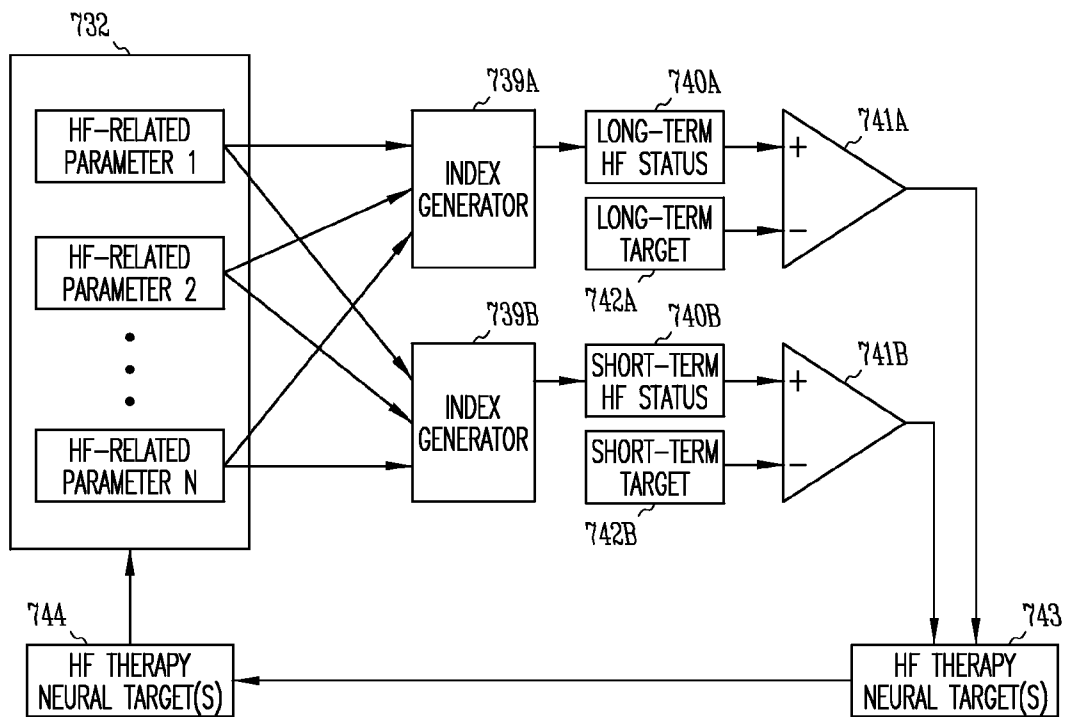 732
HF-RELATED
PARAMETER 1
HF-RELATED
PARAMETER 2
HF-RELATED
PARAMETER N
739A
INDEX
GENERATOR
739B
INDEX
GENERATOR
740A
LONG-TERM
HF STATUS
LONG-TERM
TARGET
742A
741A
+
−
740B
SHORT-TERM
HF STATUS
SHORT-TERM
TARGET
742B
741B
+
−
744
HF THERAPY
NEURAL TARGET(S)
743
HF THERAPY
NEURAL TARGET(S)